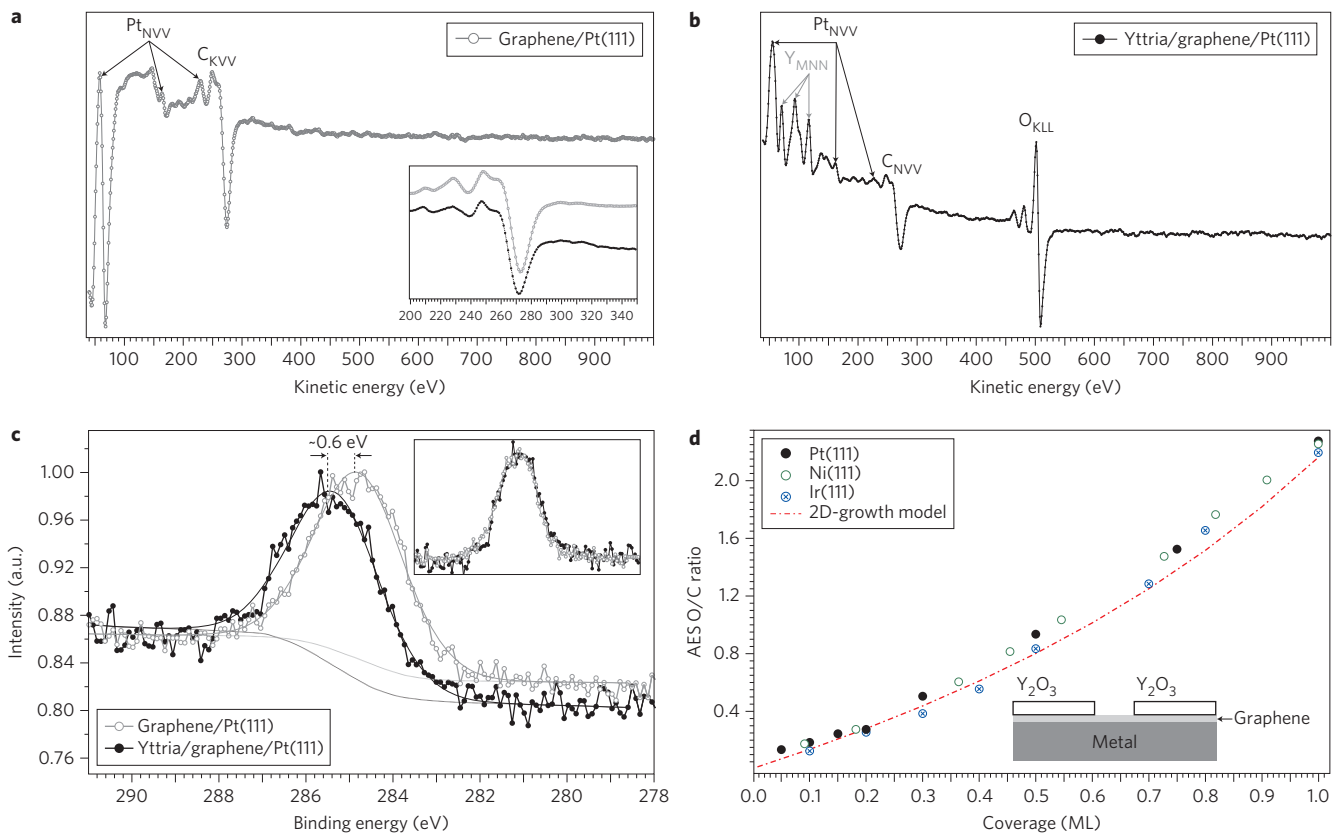 a
Pt_NVV
C_KVV
Graphene/Pt(111)
200 220 240 260 280 300 320 340
100 200 300 400 500 600 700 800 900
Kinetic energy (eV)
b
Pt_NVV
Y_MNN
C_NVV
O_KLL
Yttria/graphene/Pt(111)
100 200 300 400 500 600 700 800 900
Kinetic energy (eV)
c
~0.6 eV
1.00
0.96
0.92
0.88
0.84
0.80
0.76
Intensity (a.u.)
Graphene/Pt(111)
Yttria/graphene/Pt(111)
290 288 286 284 282 280 278
Binding energy (eV)
d
Pt(111)
Ni(111)
Ir(111)
2D-growth model
2.0
1.6
1.2
0.8
0.4
AES O/C ratio
Y₂O₃ Y₂O₃
Graphene
Metal
0.0 0.1 0.2 0.3 0.4 0.5 0.6 0.7 0.8 0.9 1.0
Coverage (ML)